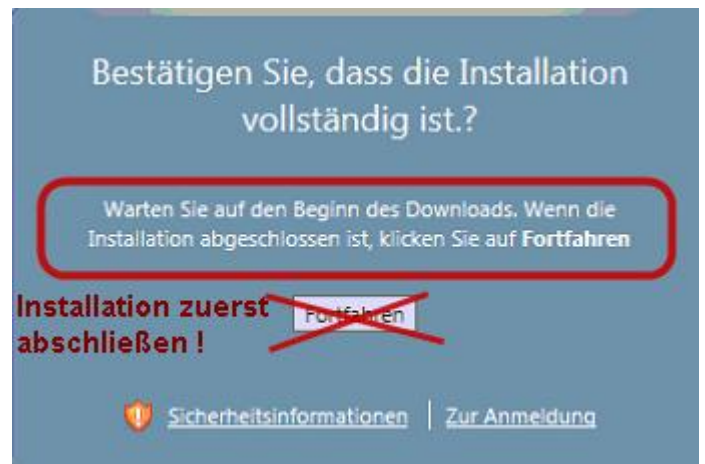 Bestätigen Sie, dass die Installation
vollständig ist.?
Warten Sie auf den Beginn des Downloads. Wenn die
Installation abgeschlossen ist, klicken Sie auf Fortfahren
Installation zuerst
abschließen !
Fortfahren
Sicherheitsinformationen | Zur Anmeldung